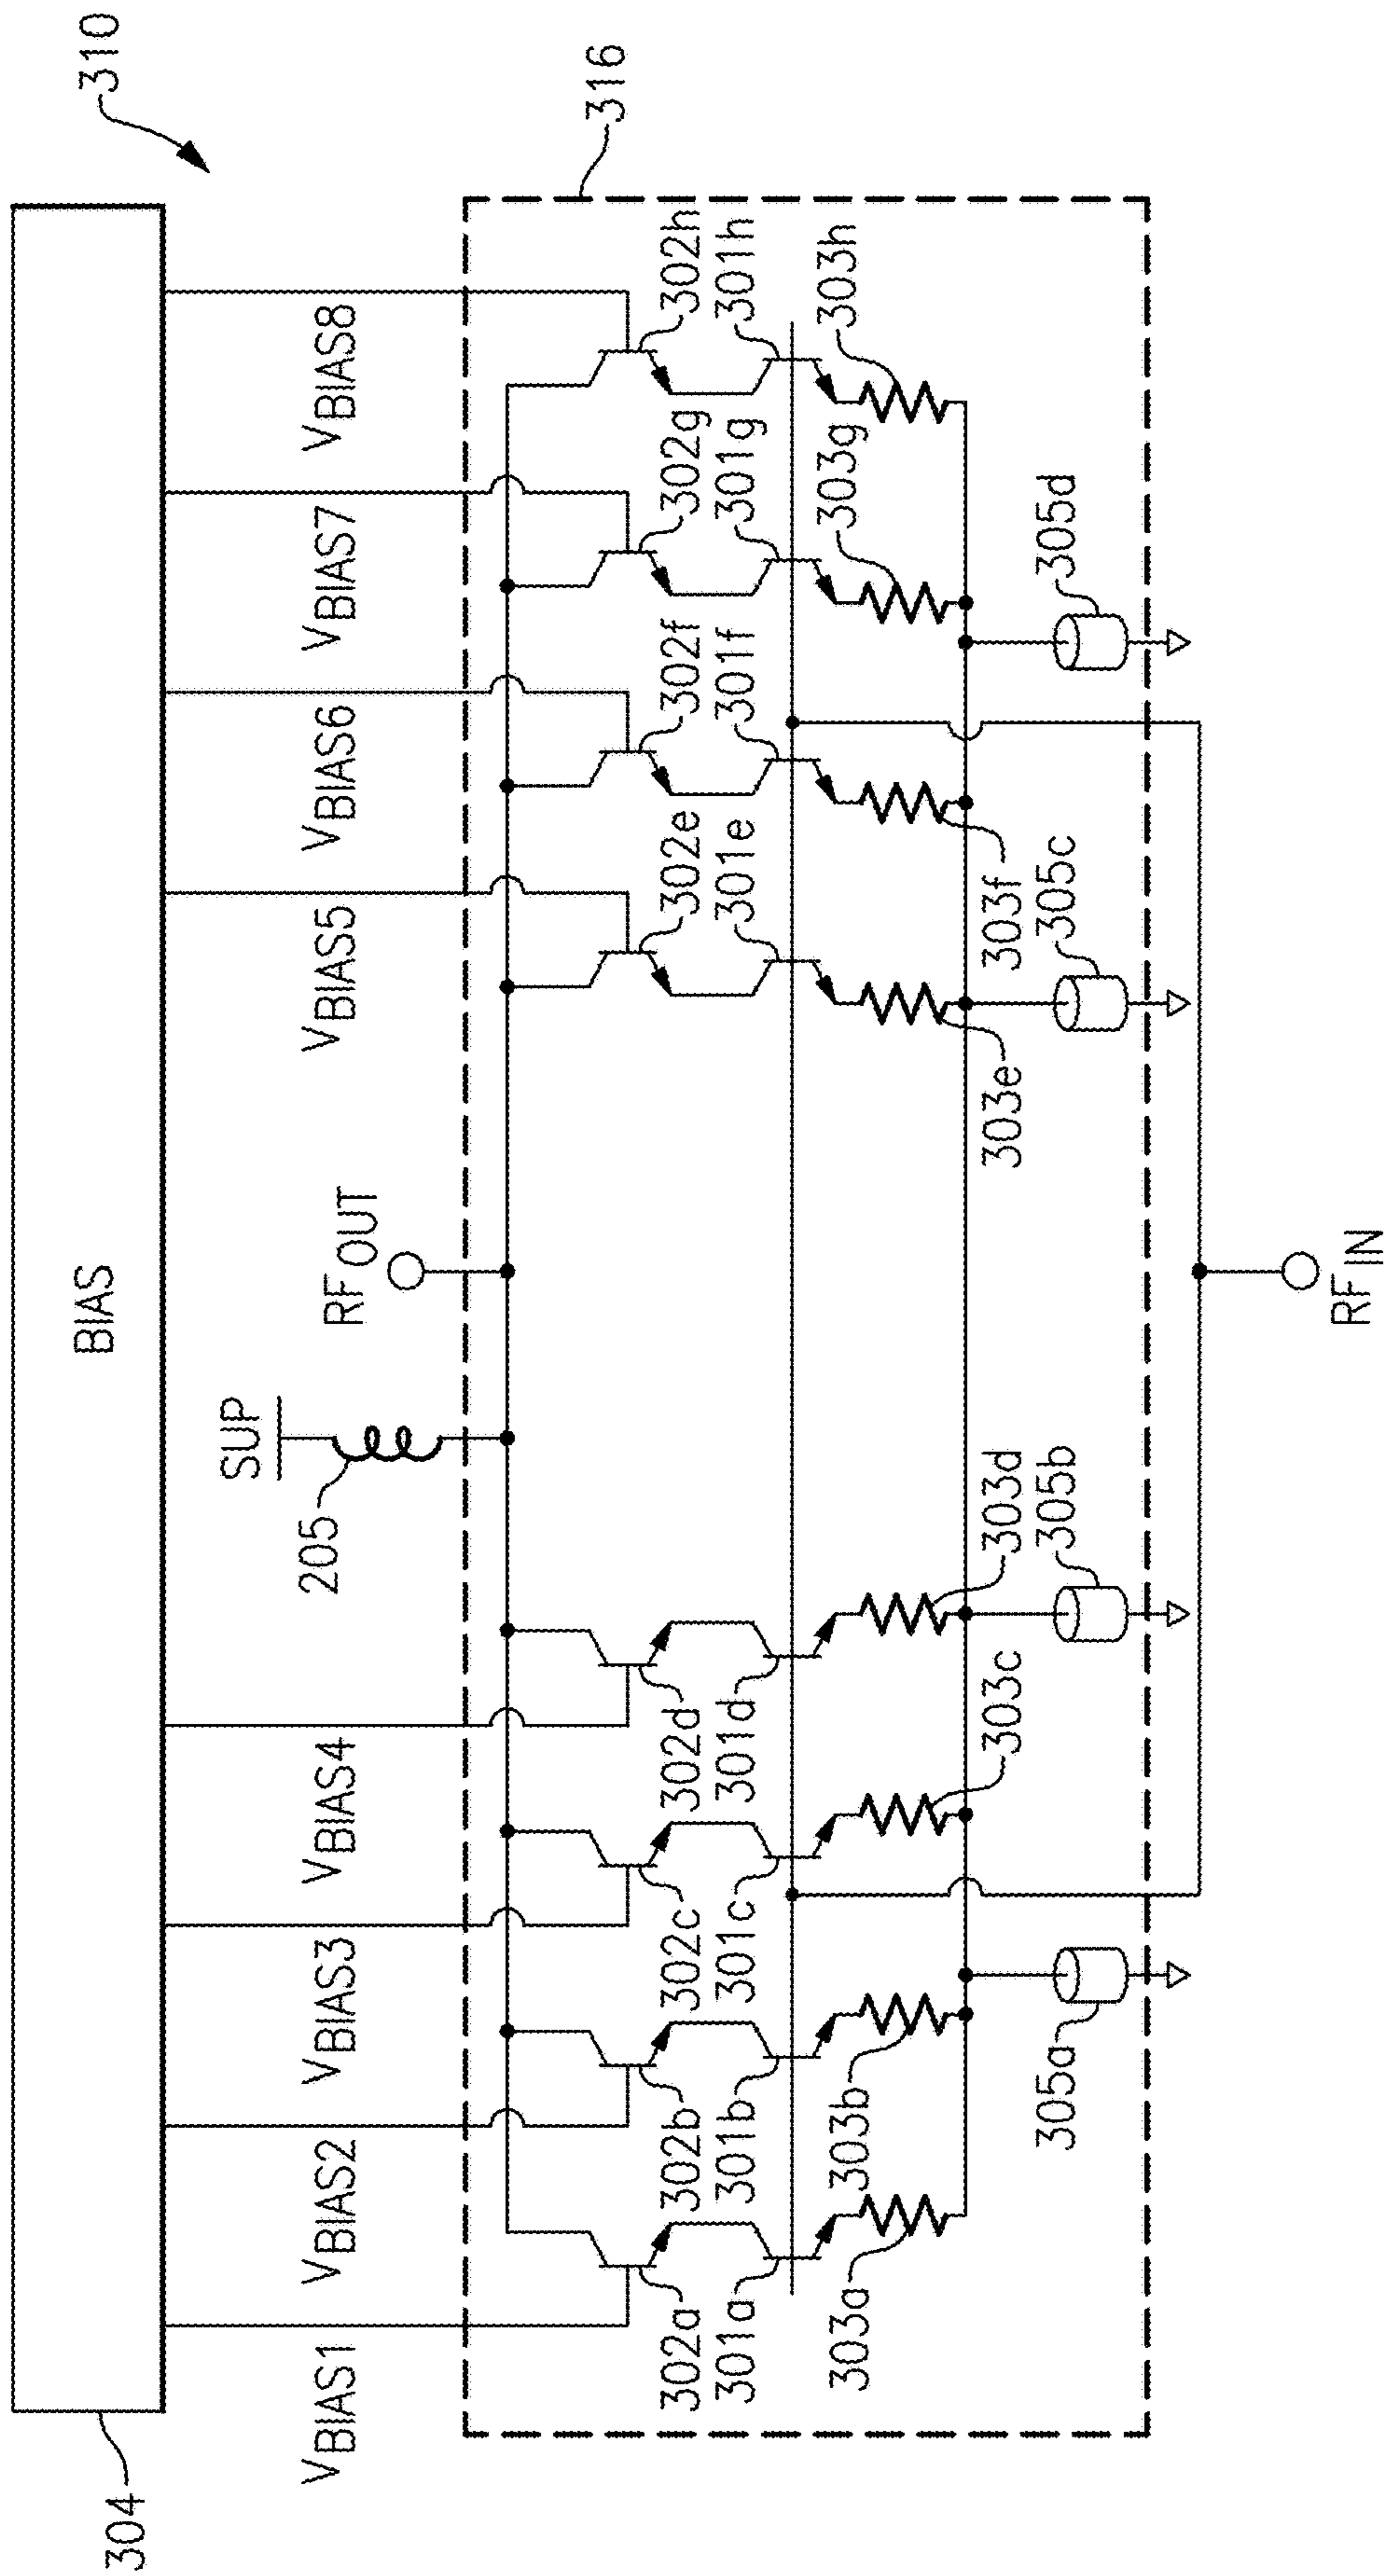 310
304
BIAS
316
VBIAS1
VBIAS2
VBIAS3
VBIAS4
SUP
205
RFOUT
VBIAS5
VBIAS6
VBIAS7
VBIAS8
302a
302b
302c
302d
302e
302f
302g
302h
301a
301b
301c
301d
301e
301f
301g
301h
303a
303b
303c
303d
303e
303f
303g
303h
305a
305b
305c
305d
RFIN